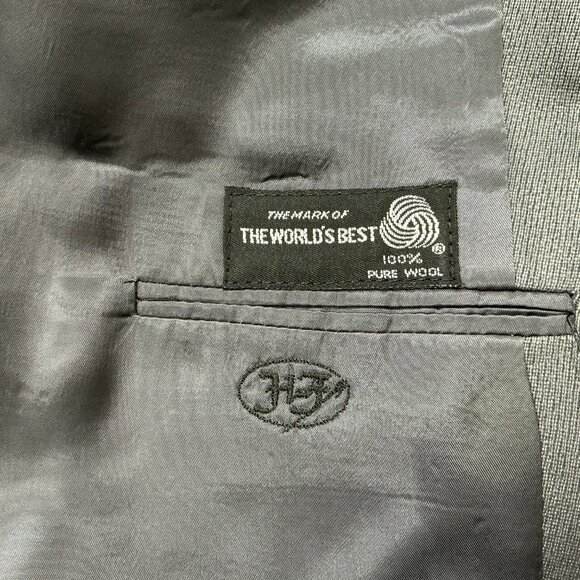 THE MARK OF
THE WORLD'S BEST
®
100%
PURE WOOL
H-F